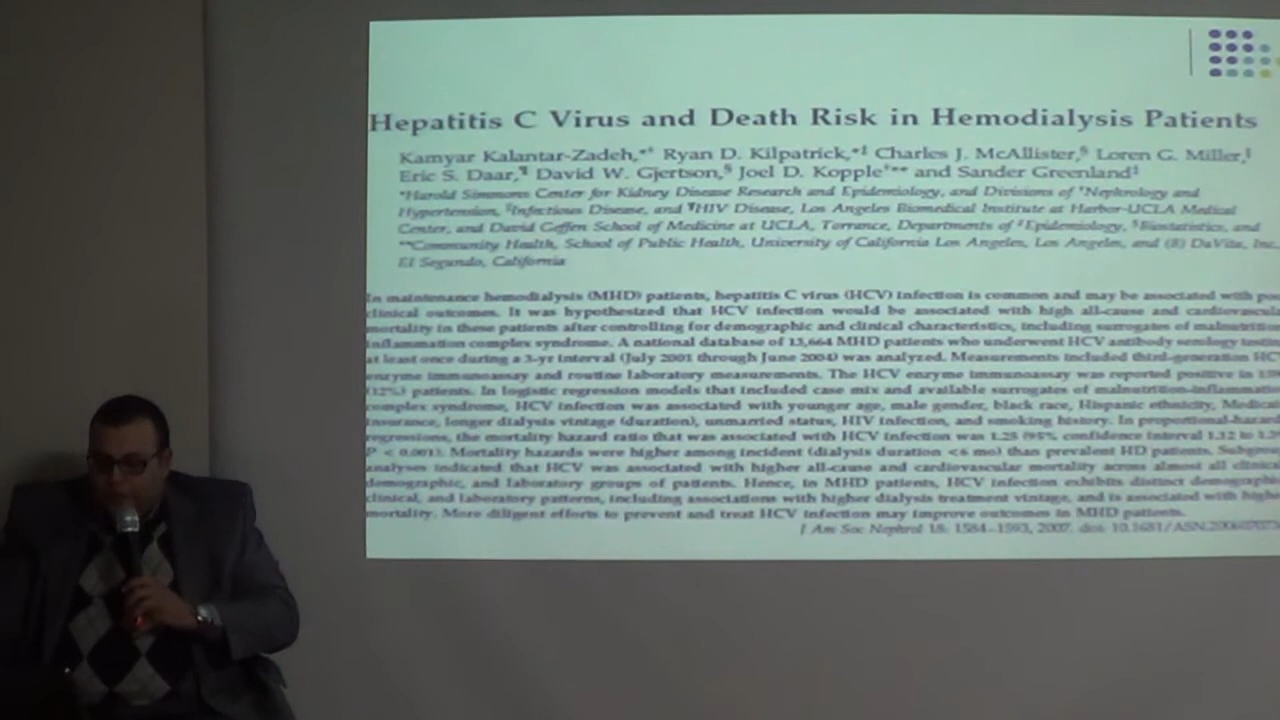 Hepatitis C Virus and Death Risk in Hemodialysis Patients
Kamyar Kalantar-Zadeh,*† Ryan D. Kilpatrick,*‡ Charles J. McAllister,§ Loren G. Miller,
Eric S. Daar,¶ David W. Gjertson,§ Joel D. Kopple and Sander Greenland‡
*Harold Simmons Center for Kidney Disease Research and Epidemiology, and Divisions of †Nephrology and
Hypertension, Infectious Disease, and ¶HIV Disease, Los Angeles Biomedical Institute at Harbor-UCLA Medical
Center, and David Geffen School of Medicine at UCLA, Torrance, Departments of ‡Epidemiology, §Biostatistics, and
**Community Health, School of Public Health, University of California Los Angeles, Los Angeles, and (8) DaVita, Inc.
El Segundo, California
In maintenance hemodialysis (MHD) patients, hepatitis C virus (HCV) infection is common and may be associated with
clinical outcomes. It was hypothesized that HCV infection would be associated with high all-cause and
mortality in these patients after controlling for demographic and clinical characteristics, including surrogates of
inflammation complex syndrome. A national database of 13,664 MHD patients who underwent HCV antibody serology
at least once during a 3-yr interval (July 2001 through June 2004) was analyzed. Measurements included third-generation
enzyme immunoassay and routine laboratory measurements. The HCV enzyme immunoassay was reported positive in
(12%) patients. In logistic regression models that included case mix and available surrogates of
complex syndrome, HCV infection was associated with younger age, male gender, black race, Hispanic ethnicity,
insurance, longer dialysis vintage (duration), unmarried status, HIV infection, and smoking history. In
regressions, the mortality hazard ratio that was associated with HCV infection was 1.25 (95% confidence interval 1.12 to
P < 0.001). Mortality hazards were higher among incident (dialysis duration <6 mo) than prevalent HD patients.
analyses indicated that HCV was associated with higher all-cause and cardiovascular mortality across almost all
demographic, and laboratory groups of patients. Hence, in MHD patients, HCV infection exhibits distinct
clinical, and laboratory patterns, including associations with higher dialysis treatment vintage, and is associated with
mortality. More diligent efforts to prevent and treat HCV infection may improve outcomes in MHD patients.
J Am Soc Nephrol 18: 1584–1593, 2007. doi: 10.1681/